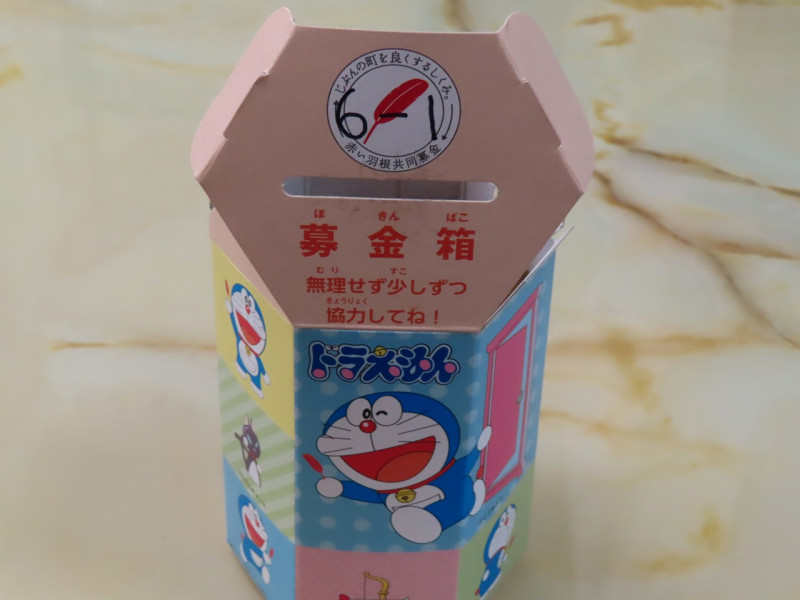 じぶんの町を良くするしくみ。
6-1
赤い羽根共同募金
ぼ きん ばこ
募金箱
む り すこ
無理せず少しずつ
きょうりょく
協力してね!
ドラえもん